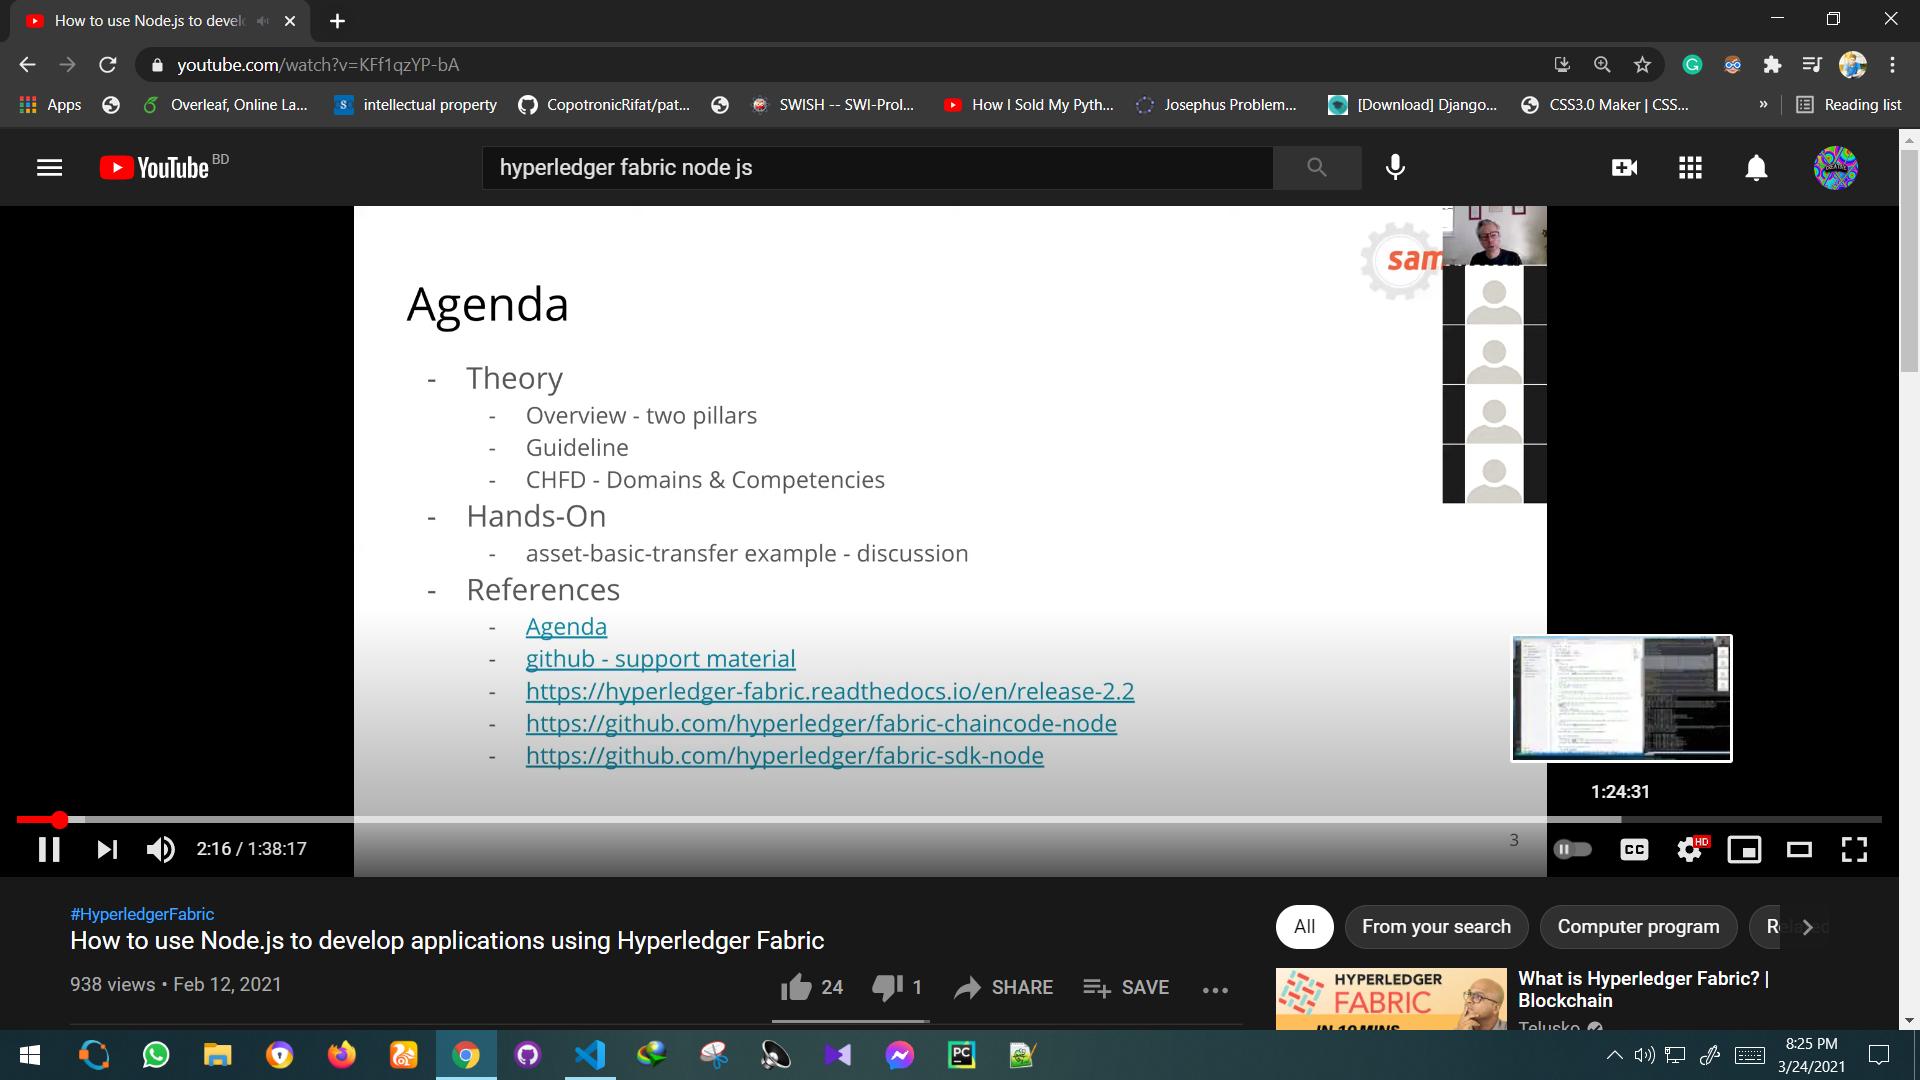 How to use Node.js to devel
youtube.com/watch?v=KFf1qzYP-bA
Apps
Overleaf, Online La...
intellectual property
CopotronicRifat/pat...
SWISH -- SWI-Prol...
How I Sold My Pyth...
Josephus Problem...
[Download] Django...
CSS3.0 Maker | CSS...
»
Reading list
YouTube BD
hyperledger fabric node js
sam
Agenda
- Theory
- Overview - two pillars
- Guideline
- CHFD - Domains & Competencies
- Hands-On
- asset-basic-transfer example - discussion
- References
- Agenda
- github - support material
- https://hyperledger-fabric.readthedocs.io/en/release-2.2
- https://github.com/hyperledger/fabric-chaincode-node
- https://github.com/hyperledger/fabric-sdk-node
1:24:31
3
2:16 / 1:38:17
CC
HD
#HyperledgerFabric
How to use Node.js to develop applications using Hyperledger Fabric
938 views • Feb 12, 2021
24
1
SHARE
SAVE
All
From your search
Computer program
Related
HYPERLEDGER
FABRIC
IN 10 MINS
What is Hyperledger Fabric? |
Blockchain
Telusko
PC
8:25 PM
3/24/2021